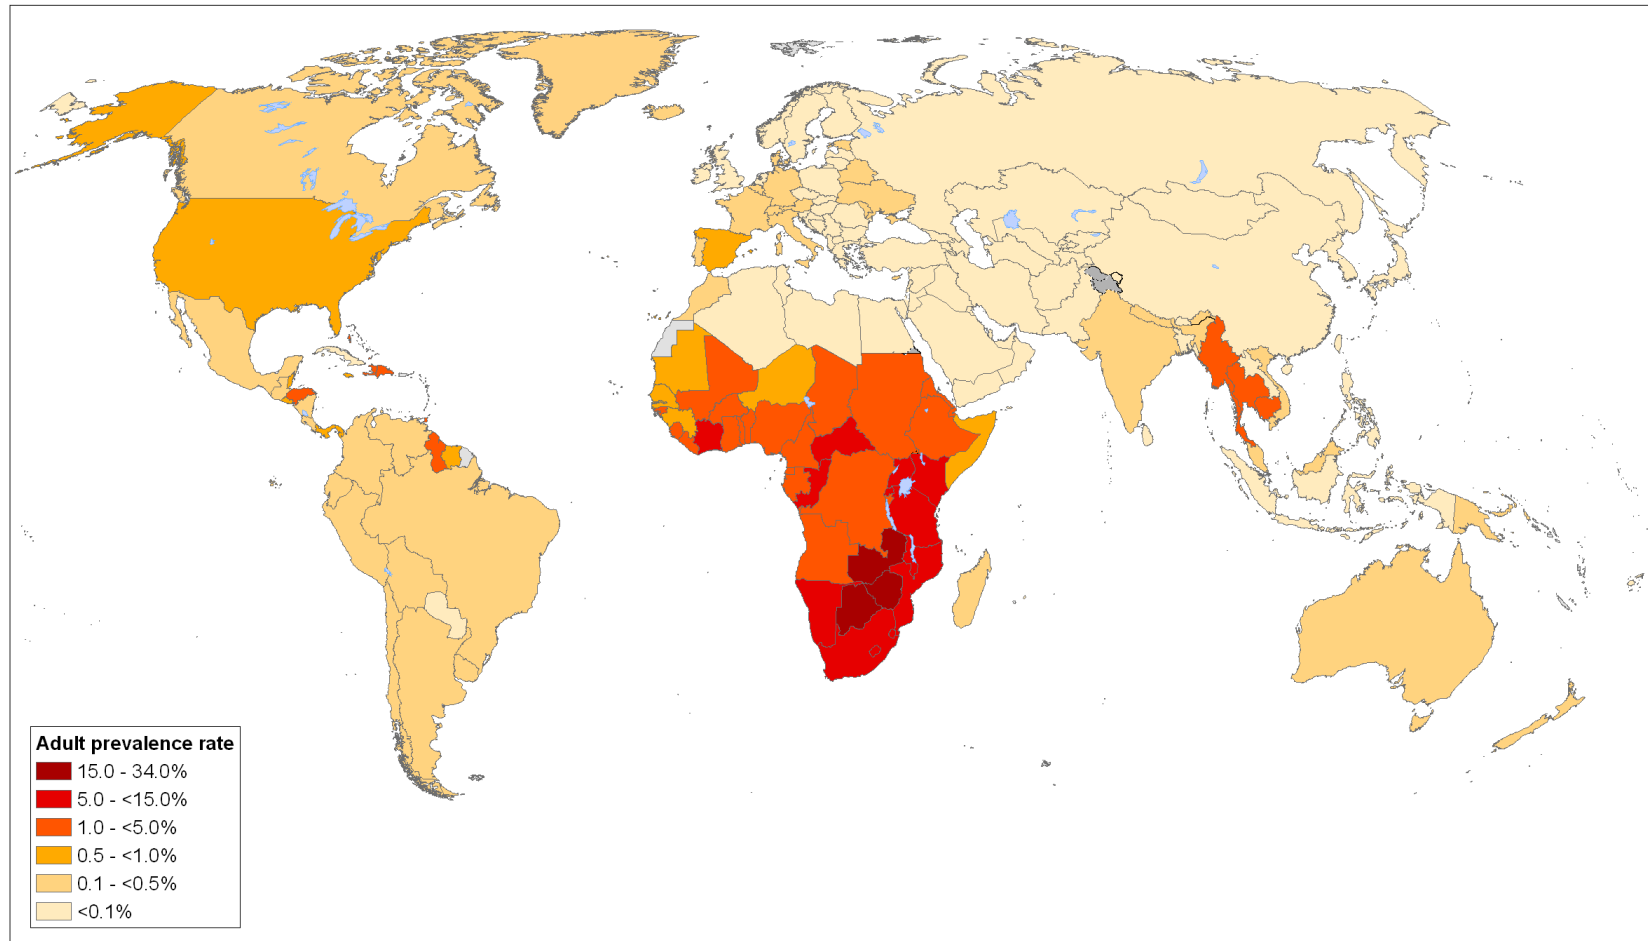 Adult prevalence rate
15.0 - 34.0%
5.0 - <15.0%
1.0 - <5.0%
0.5 - <1.0%
0.1 - <0.5%
<0.1%